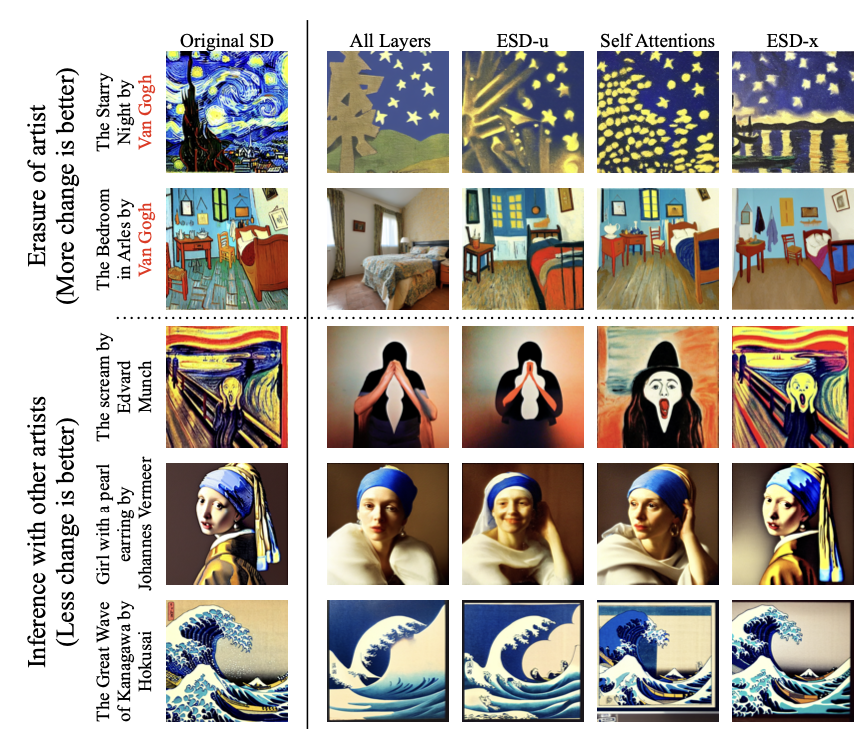 Original SD
All Layers
ESD-u
Self Attentions
ESD-x
Erasure of artist
(More change is better)
The Starry
Night by
Van Gogh
The Bedroom
in Arles by
Van Gogh
Inference with other artists
(Less change is better)
The scream by
Edvard
Munch
Girl with a pearl
earring by
Johannes Vermeer
The Great Wave
of Kanagawa by
Hokusai